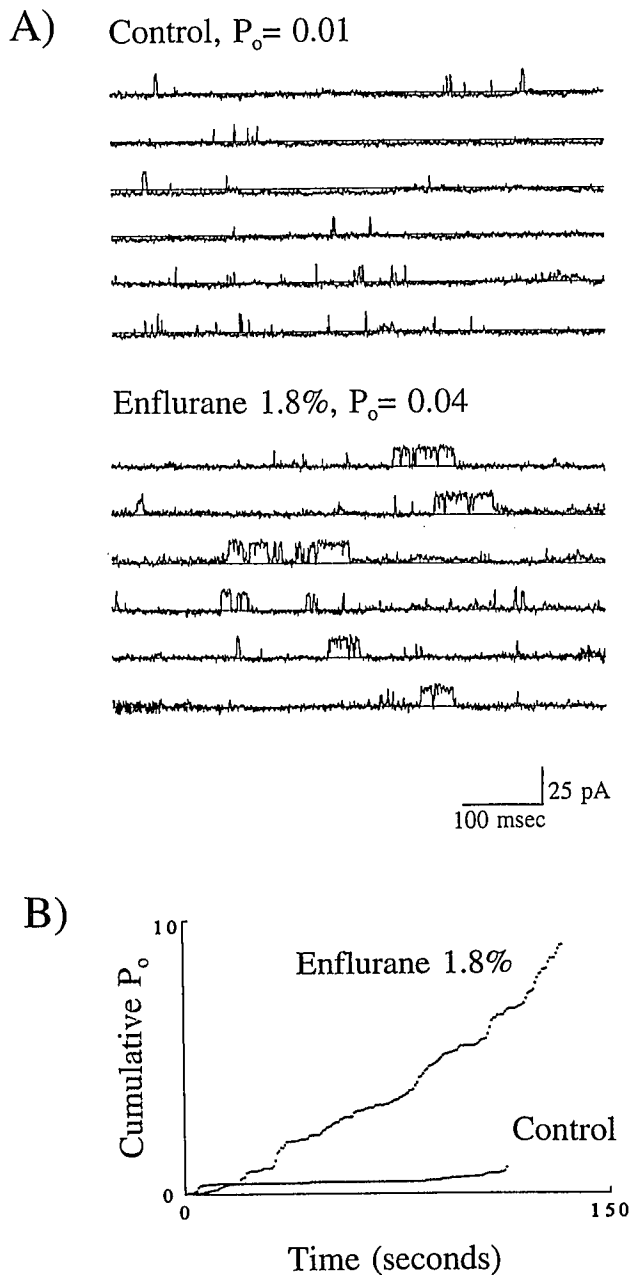 A)
Control, Pₒ= 0.01
Enflurane 1.8%, Pₒ= 0.04
25 pA
100 msec
B)
10
Cumulative Pₒ
Enflurane 1.8%
Control
0
0
150
Time (seconds)